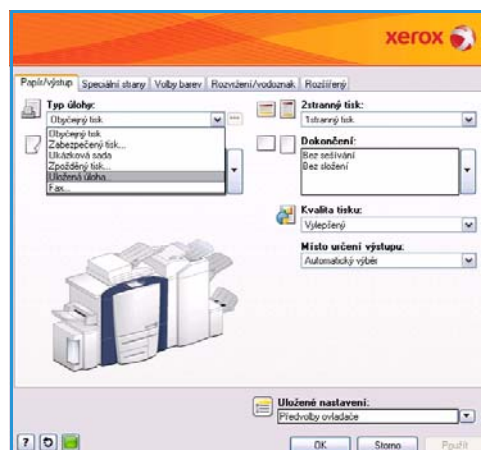 xerox
Papír/výstup Speciální strany Volby barev Rozvržení/vodoznak Rozšířený
Typ úlohy:
Obyčejný tisk
Obyčejný tisk
Zabezpečený tisk...
Ukázková sada
Zpožděný tisk...
Uložená úloha...
Fax...
2stranný tisk:
1stranný tisk
Dokončení:
Bez sešívání
Bez složení
Kvalita tisku:
Vylepšený
Místo určení výstupu:
Automatický výběr
Uložené nastavení:
Předvolby ovladače
? OK Storno Použít